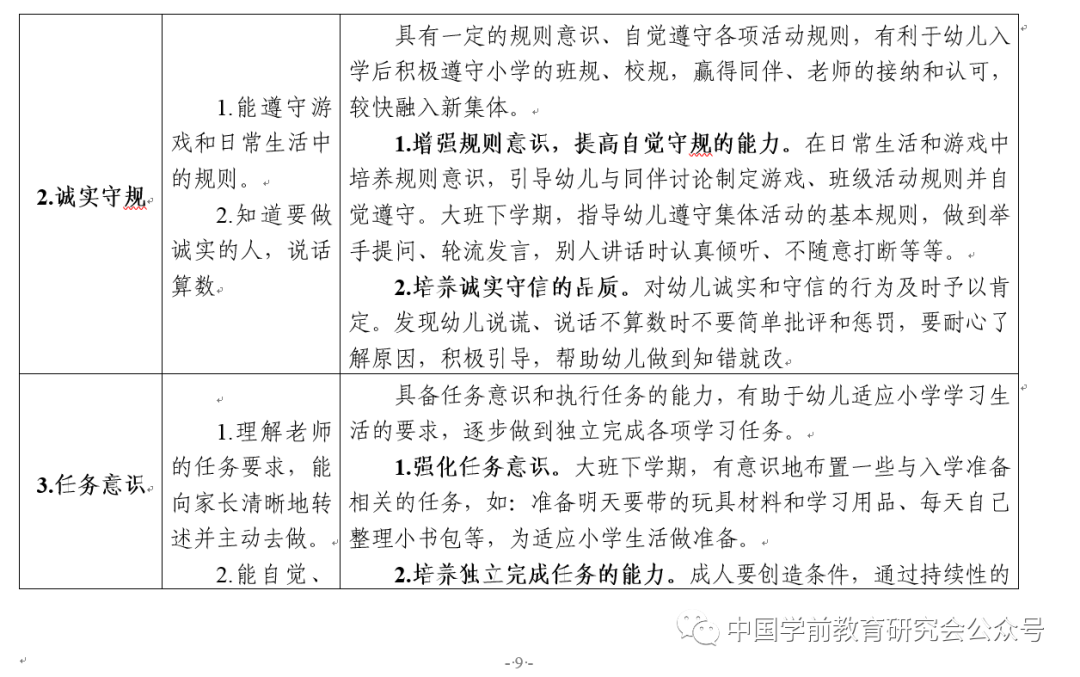 2.诚实守规
1.能遵守游
戏和日常生活中
的规则。
2.知道要做
诚实的人，说话
算数
具有一定的规则意识、自觉遵守各项活动规则，有利于幼儿入
学后积极遵守小学的班规、校规，赢得同伴、老师的接纳和认可，
较快融入新集体。
1.增强规则意识，提高自觉守规的能力。在日常生活和游戏中
培养规则意识，引导幼儿与同伴讨论制定游戏、班级活动规则并自
觉遵守。大班下学期，指导幼儿遵守集体活动的基本规则，做到举
手提问、轮流发言，别人讲话时认真倾听、不随意打断等等。
2.培养诚实守信的品质。对幼儿诚实和守信的行为及时予以肯
定。发现幼儿说谎、说话不算数时不要简单批评和惩罚，要耐心了
解原因，积极引导，帮助幼儿做到知错就改
3.任务意识
1.理解老师
的任务要求，能
向家长清晰地转
述并主动去做。
2.能自觉、
具备任务意识和执行任务的能力，有助于幼儿适应小学学习生
活的要求，逐步做到独立完成各项学习任务。
1.强化任务意识。大班下学期，有意识地布置一些与入学准备
相关的任务，如：准备明天要带的玩具材料和学习用品、每天自己
整理小书包等，为适应小学生活做准备。
2.培养独立完成任务的能力。成人要创造条件，通过持续性的
中国学前教育研究会公众号
-9-